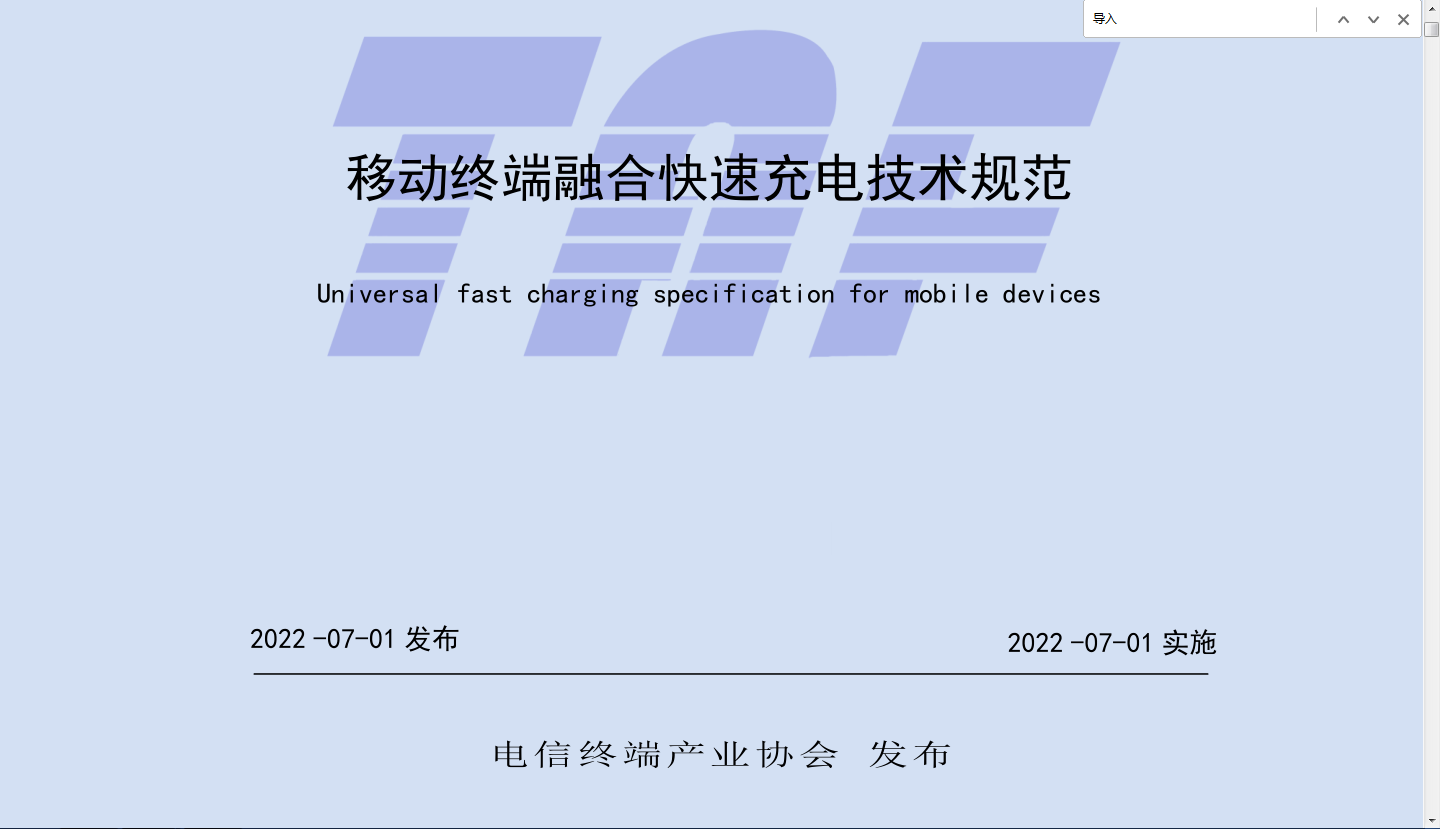 导入
TAF
移动终端融合快速充电技术规范
Universal fast charging specification for mobile devices
2022-07-01 发布
2022-07-01 实施
电信终端产业协会 发布